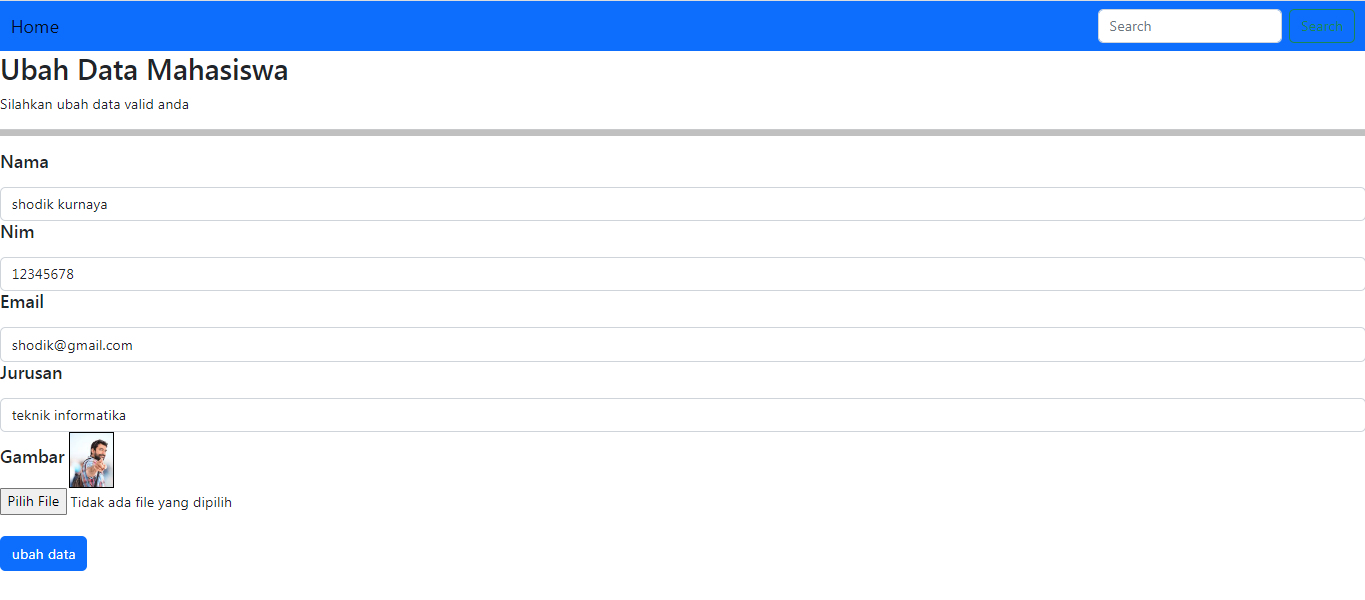 Home Search Search
Ubah Data Mahasiswa
Silahkan ubah data valid anda
Nama
shodik kurnaya
Nim
12345678
Email
shodik@gmail.com
Jurusan
teknik informatika
Gambar
Pilih File Tidak ada file yang dipilih
ubah data